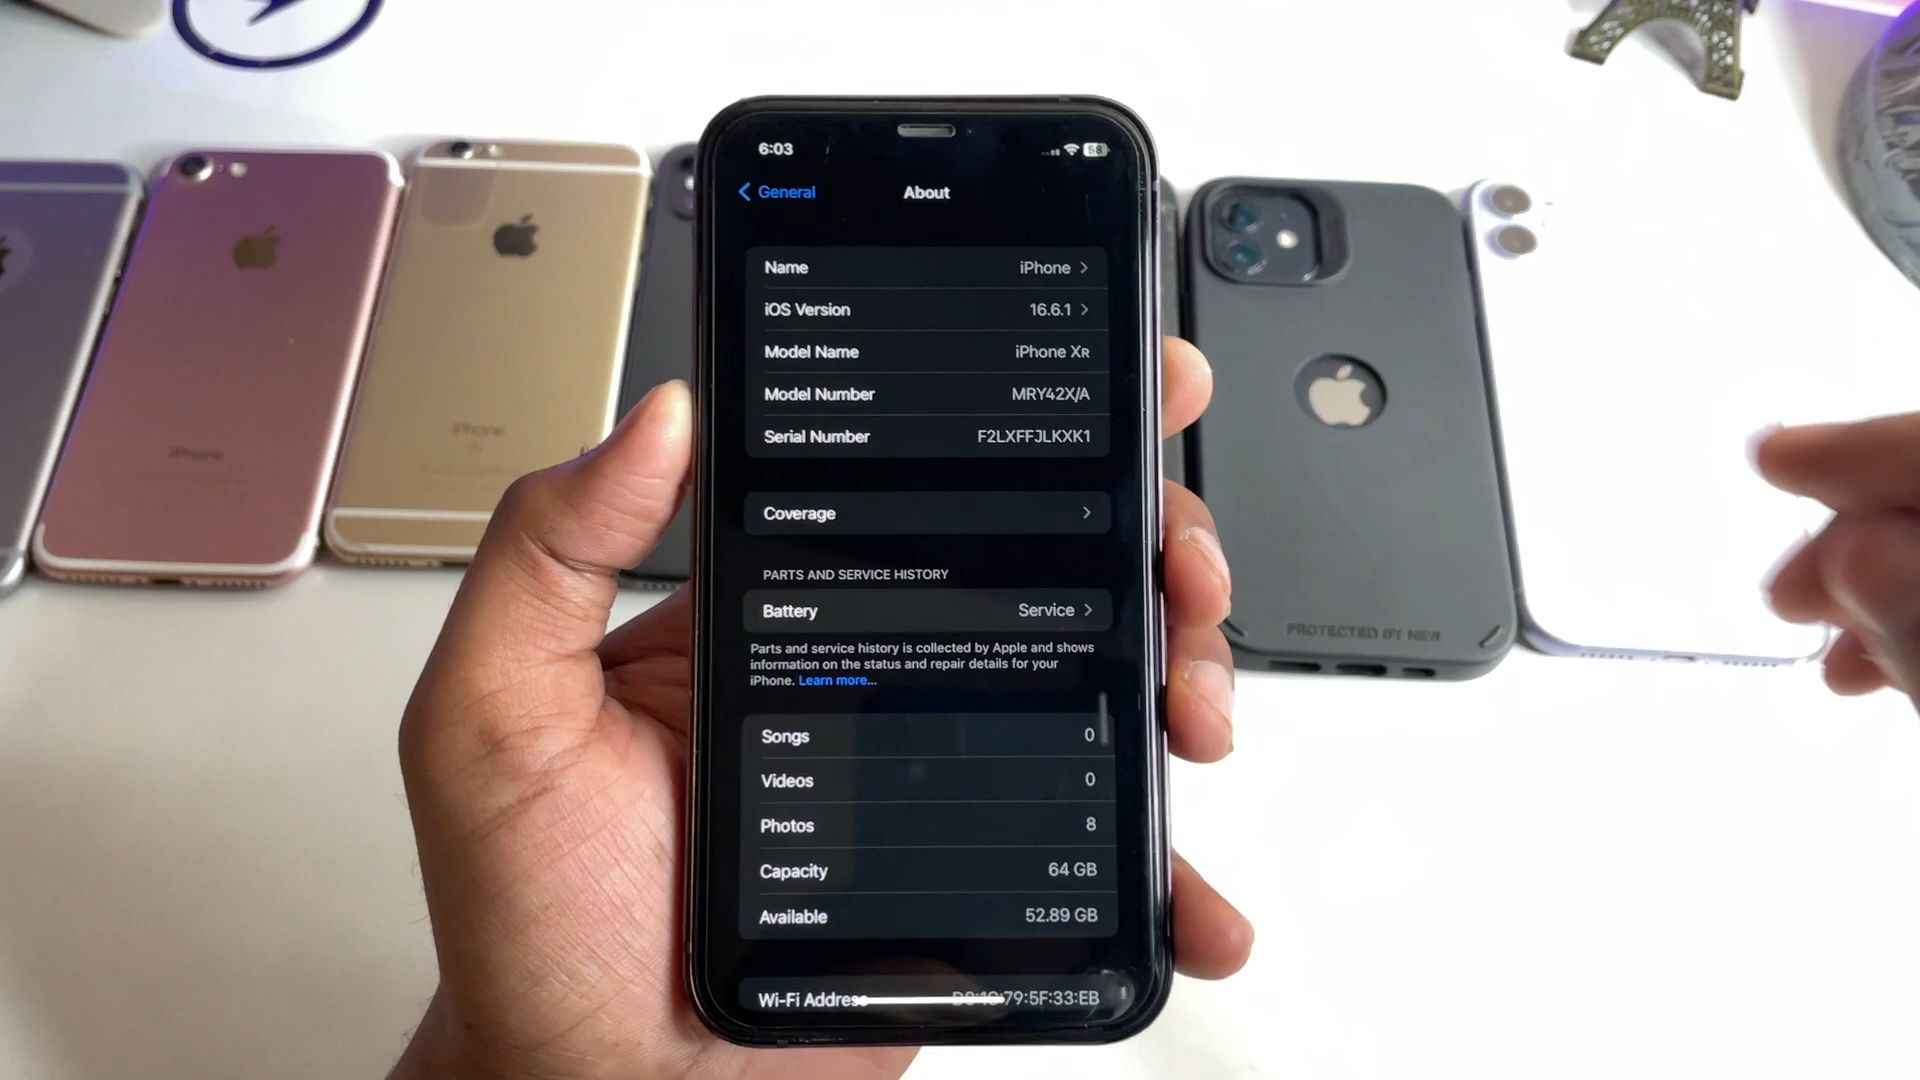 6:03
58
General
About
Name
iPhone
iOS Version
16.6.1
Model Name
iPhone XR
Model Number
MRY42X/A
Serial Number
F2LXFFJLKXK1
Coverage
PARTS AND SERVICE HISTORY
Battery
Service
Parts and service history is collected by Apple and shows
information on the status and repair details for your
iPhone. Learn more...
Songs
0
Videos
0
Photos
8
Capacity
64 GB
Available
52.89 GB
Wi-Fi Address
79:5F:33:EB
iPhone
iPhone
PROTECTED BY NEW